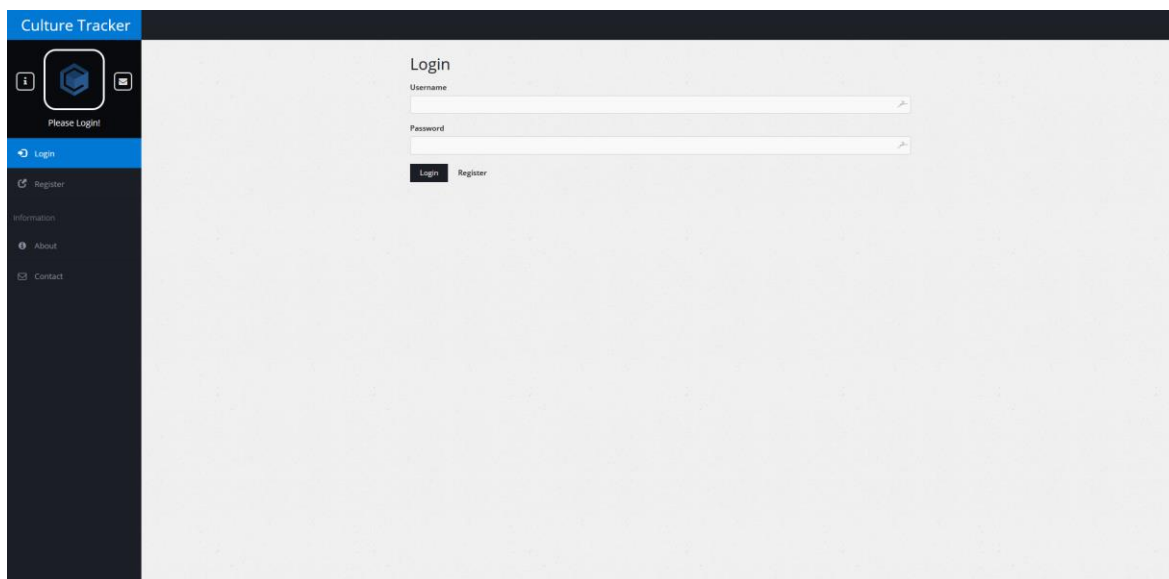 Culture Tracker
Please Login!
Login
Register
Information
About
Contact
Login
Username
Password
Login Register